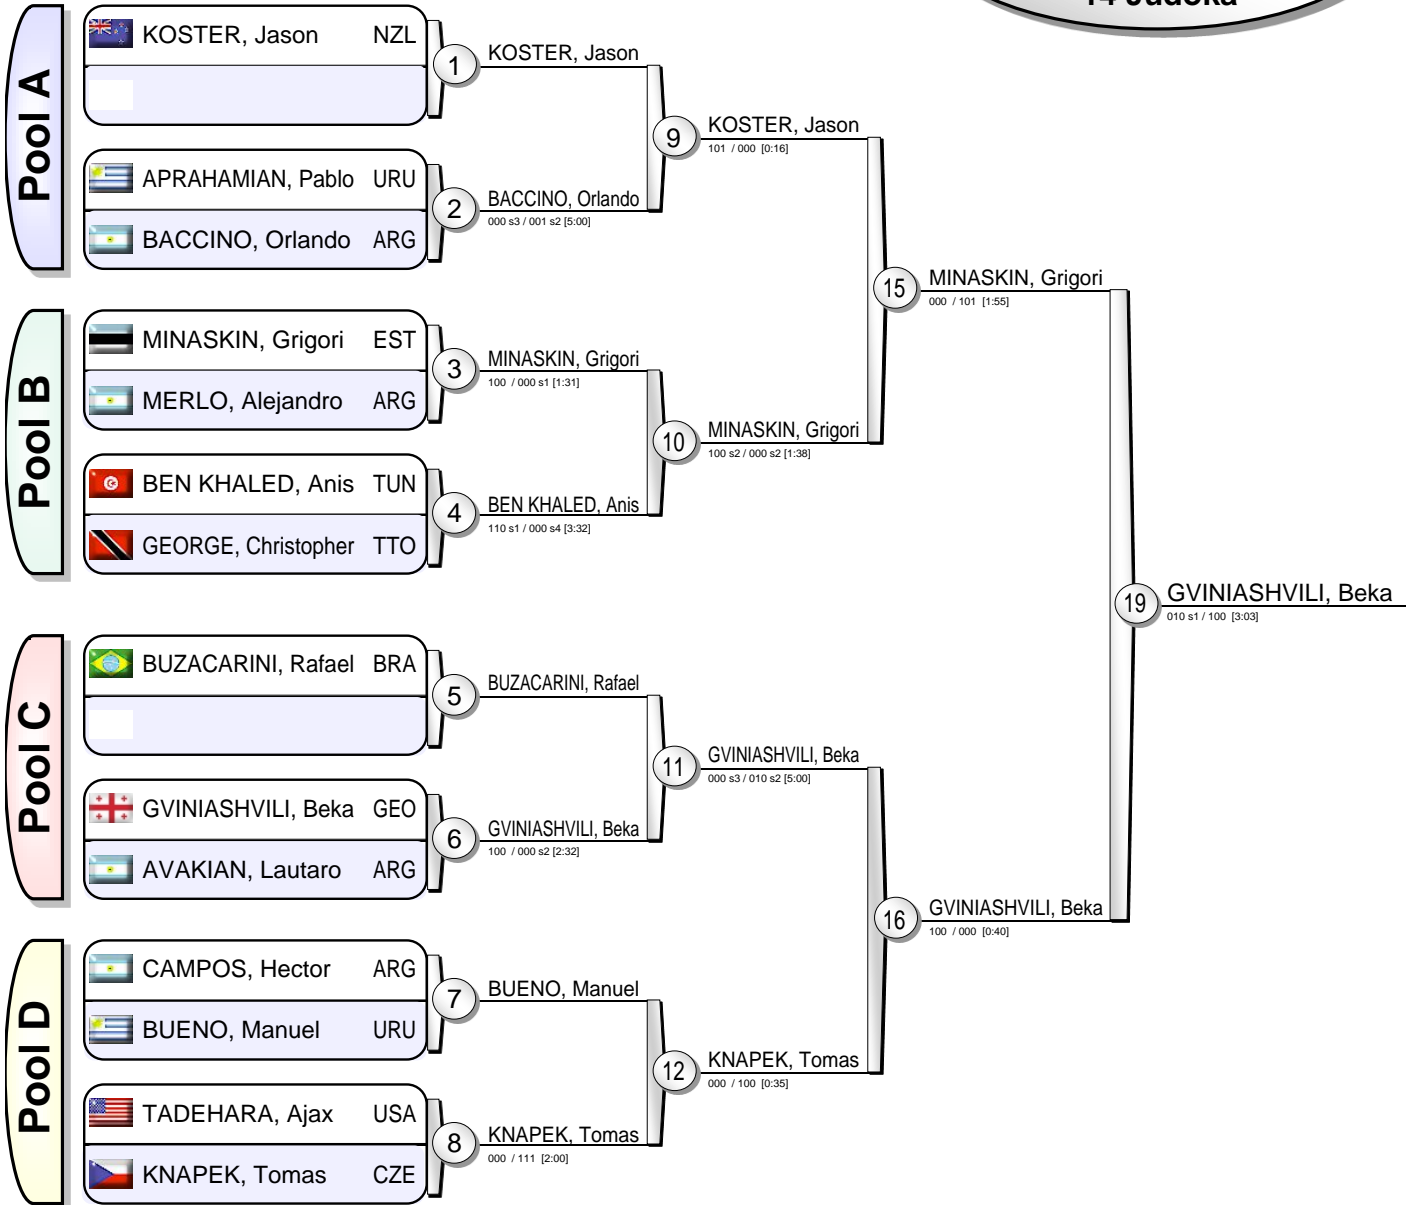 14 Judoka
Pool A
KOSTER, Jason NZL
1
KOSTER, Jason
APRAHAMIAN, Pablo URU
BACCINO, Orlando ARG
2
BACCINO, Orlando
000 s3 / 001 s2 [5:00]
9
KOSTER, Jason
101 / 000 [0:16]
Pool B
MINASKIN, Grigori EST
MERLO, Alejandro ARG
3
MINASKIN, Grigori
100 / 000 s1 [1:31]
BEN KHALED, Anis TUN
GEORGE, Christopher TTO
4
BEN KHALED, Anis
110 s1 / 000 s4 [3:32]
10
MINASKIN, Grigori
100 s2 / 000 s2 [1:38]
15
MINASKIN, Grigori
000 / 101 [1:55]
Pool C
BUZACARINI, Rafael BRA
5
BUZACARINI, Rafael
GVINIASHVILI, Beka GEO
AVAKIAN, Lautaro ARG
6
GVINIASHVILI, Beka
100 / 000 s2 [2:32]
11
GVINIASHVILI, Beka
000 s3 / 010 s2 [5:00]
Pool D
CAMPOS, Hector ARG
BUENO, Manuel URU
7
BUENO, Manuel
TADEHARA, Ajax USA
KNAPEK, Tomas CZE
8
KNAPEK, Tomas
000 / 111 [2:00]
12
KNAPEK, Tomas
000 / 100 [0:35]
16
GVINIASHVILI, Beka
100 / 000 [0:40]
19
GVINIASHVILI, Beka
010 s1 / 100 [3:03]